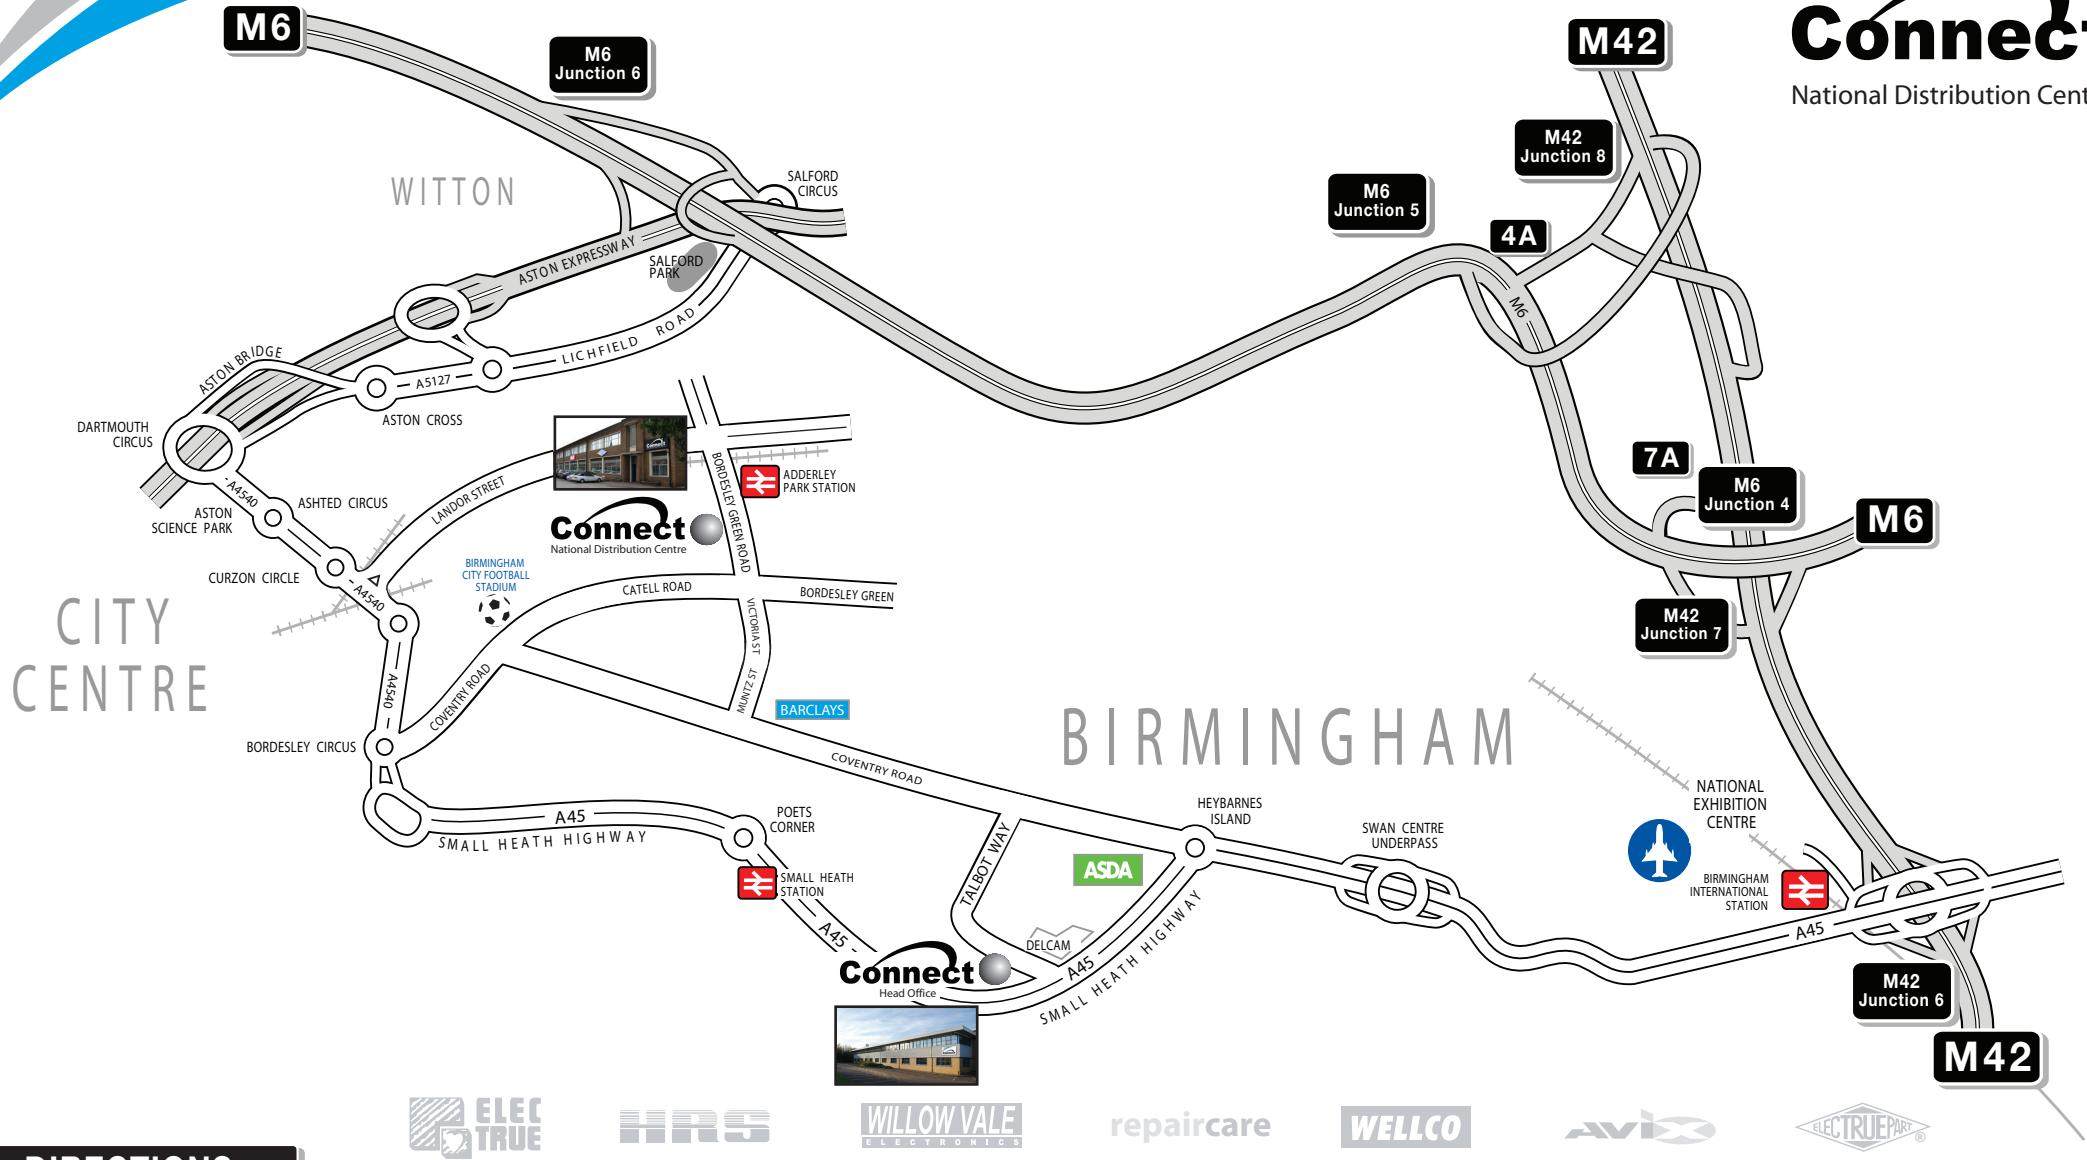 M6
M6
Junction 6
M42
Connect
National Distribution Cent
WITTON
SALFORD
CIRCUS
M42
Junction 8
M6
Junction 5
4A
M6
ASTON EXPRESSWAY
SALFORD
PARK
LICHFIELD ROAD
ASTON BRIDGE
A5127
ASTON CROSS
DARTMOUTH
CIRCUS
A4540
ASTON
SCIENCE PARK
ASHTED CIRCUS
LANDOR STREET
Connect
BORDESLEY GREEN ROAD
ADDERLEY
PARK STATION
7A
M6
Junction 4
M6
Connect
National Distribution Centre
CURZON CIRCLE
A4540
BIRMINGHAM
CITY FOOTBALL
STADIUM
CATELL ROAD
BORDESLEY GREEN
VICTORIA ST
MUNTZ ST
M42
Junction 7
CITY
CENTRE
A4540
COVENTRY ROAD
BARCLAYS
BIRMINGHAM
BORDESLEY CIRCUS
COVENTRY ROAD
A45
SMALL HEATH HIGHWAY
POETS
CORNER
HEYBARNES
ISLAND
SWAN CENTRE
UNDERPASS
NATIONAL
EXHIBITION
CENTRE
SMALL HEATH
STATION
TALBOT WAY
ASDA
BIRMINGHAM
INTERNATIONAL
STATION
A45
DELCAM
A45
SMALL HEATH HIGHWAY
A45
Connect
Head Office
M42
Junction 6
M42
ELEC
TRUE
HRS
WILLOW VALE
ELECTRONICS
repaircare
WELLCO
AVIX
ELECTRUEPART ®
DIRECTIONS